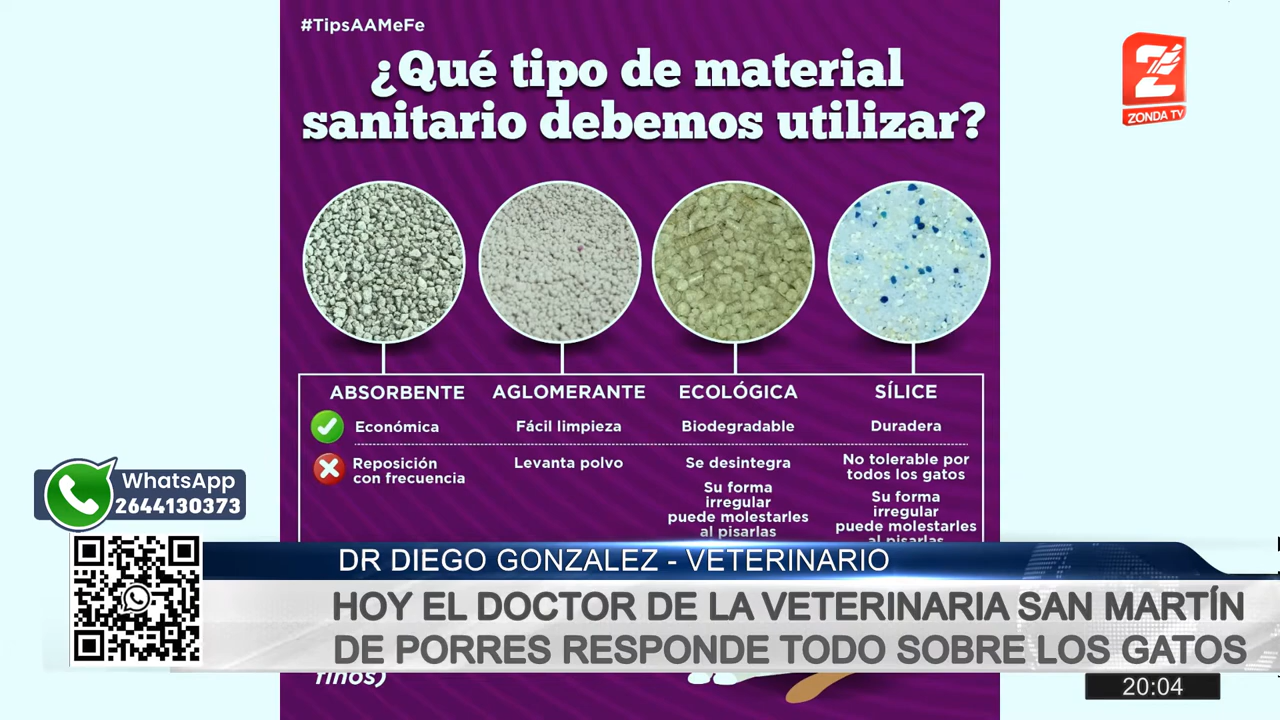 #TipsAAMeFe
¿Qué tipo de material
sanitario debemos utilizar?
ZONDA TV
ABSORBENTE
AGLOMERANTE
ECOLÓGICA
SÍLICE
Económica
Fácil limpieza
Biodegradable
Duradera
Reposición
con frecuencia
Levanta polvo
Se desintegra
Su forma
irregular
puede molestarles
al pisarlas
No tolerable por
todos los gatos
Su forma
irregular
puede molestarles
al pisarlas
WhatsApp
2644130373
DR DIEGO GONZALEZ - VETERINARIO
HOY EL DOCTOR DE LA VETERINARIA SAN MARTÍN
DE PORRES RESPONDE TODO SOBRE LOS GATOS
finos)
20:04